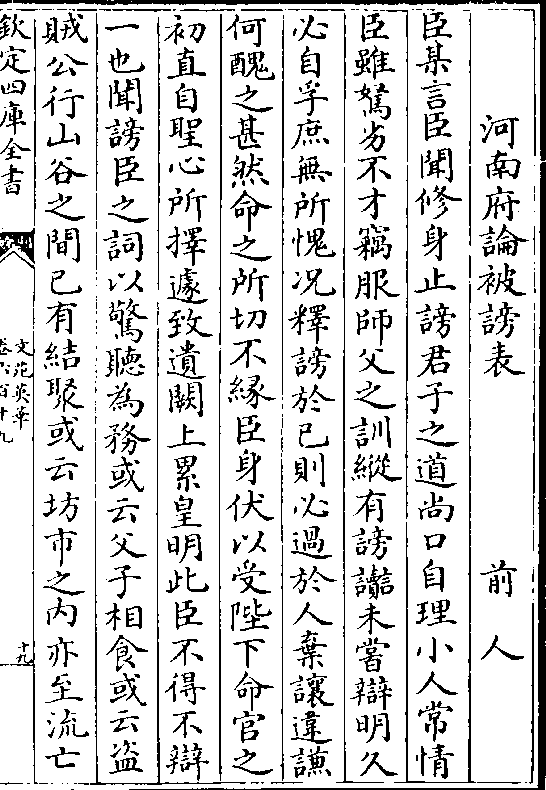 河南府論被謗表　前人
臣某言臣聞修身止謗君子之道尚口自理小人常情
臣雖駑劣不才竊服師父之訓縱有謗讟未嘗辯明久
必自孚庶無所愧况釋謗於已則必過於人棄讓違謙
何醜之甚然命之所切不緣臣身伏以受陛下命官之
初直自聖心所擇遽致遺闕上累皇明此臣不得不辯
一也聞謗臣之詞以驚聽為務或云父子相食或云盗
賊公行山谷之間已有結聚或云坊市之内亦至流亡
欽定四庫全書
文苑英華
卷六百十九
十九